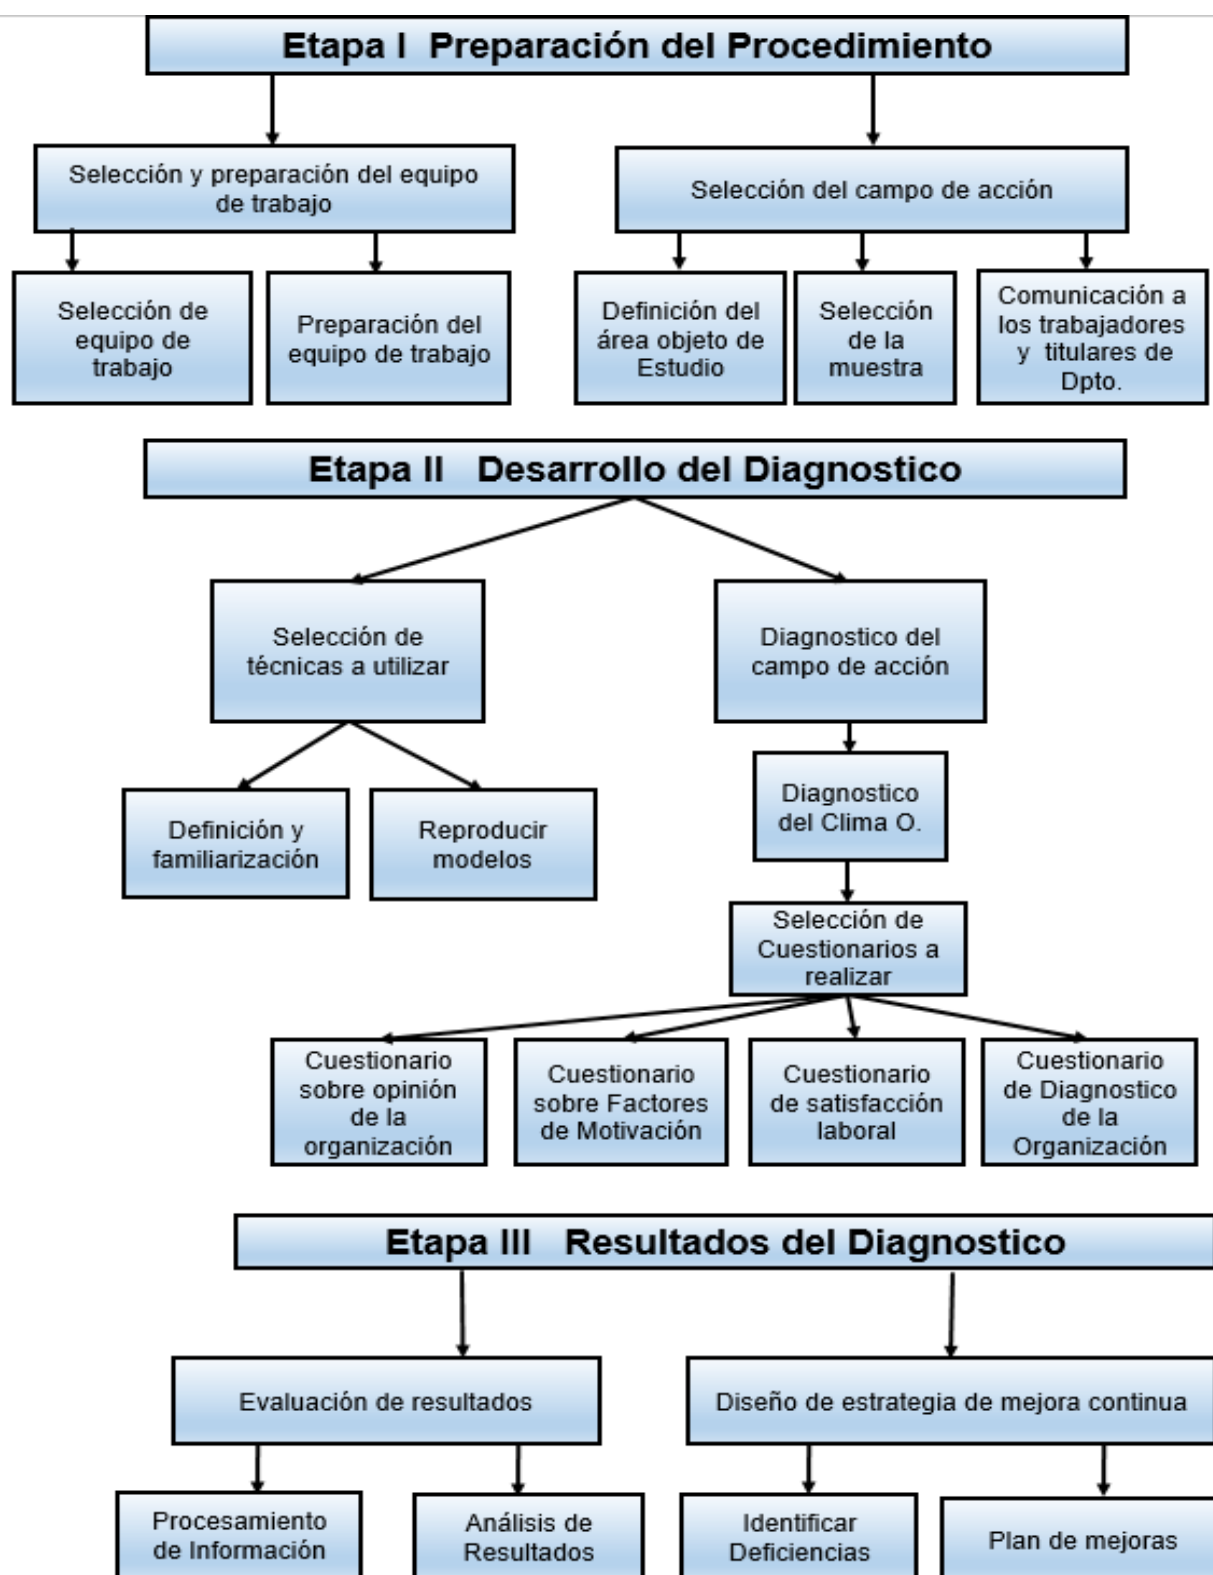 Etapa I  Preparación del Procedimiento
Selección y preparación del equipo
de trabajo
Selección del campo de acción
Selección de
equipo de
trabajo
Preparación del
equipo de trabajo
Definición del
área objeto de
Estudio
Selección
de la
muestra
Comunicación a
los trabajadores
y  titulares de
Dpto.
Etapa II   Desarrollo del Diagnostico
Selección de
técnicas a utilizar
Diagnostico del
campo de acción
Definición y
familiarización
Reproducir
modelos
Diagnostico
del Clima O.
Selección de
Cuestionarios a
realizar
Cuestionario
sobre opinión
de la
organización
Cuestionario
sobre Factores
de Motivación
Cuestionario
de satisfacción
laboral
Cuestionario
de Diagnostico
de la
Organización
Etapa III   Resultados del Diagnostico
Evaluación de resultados
Diseño de estrategia de mejora continua
Procesamiento
de Información
Análisis de
Resultados
Identificar
Deficiencias
Plan de mejoras